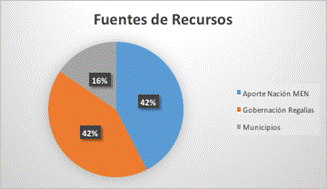 Fuentes de Recursos
16%
42%
42%
Aporte Nación MEN
Gobernación Regalías
Municipios